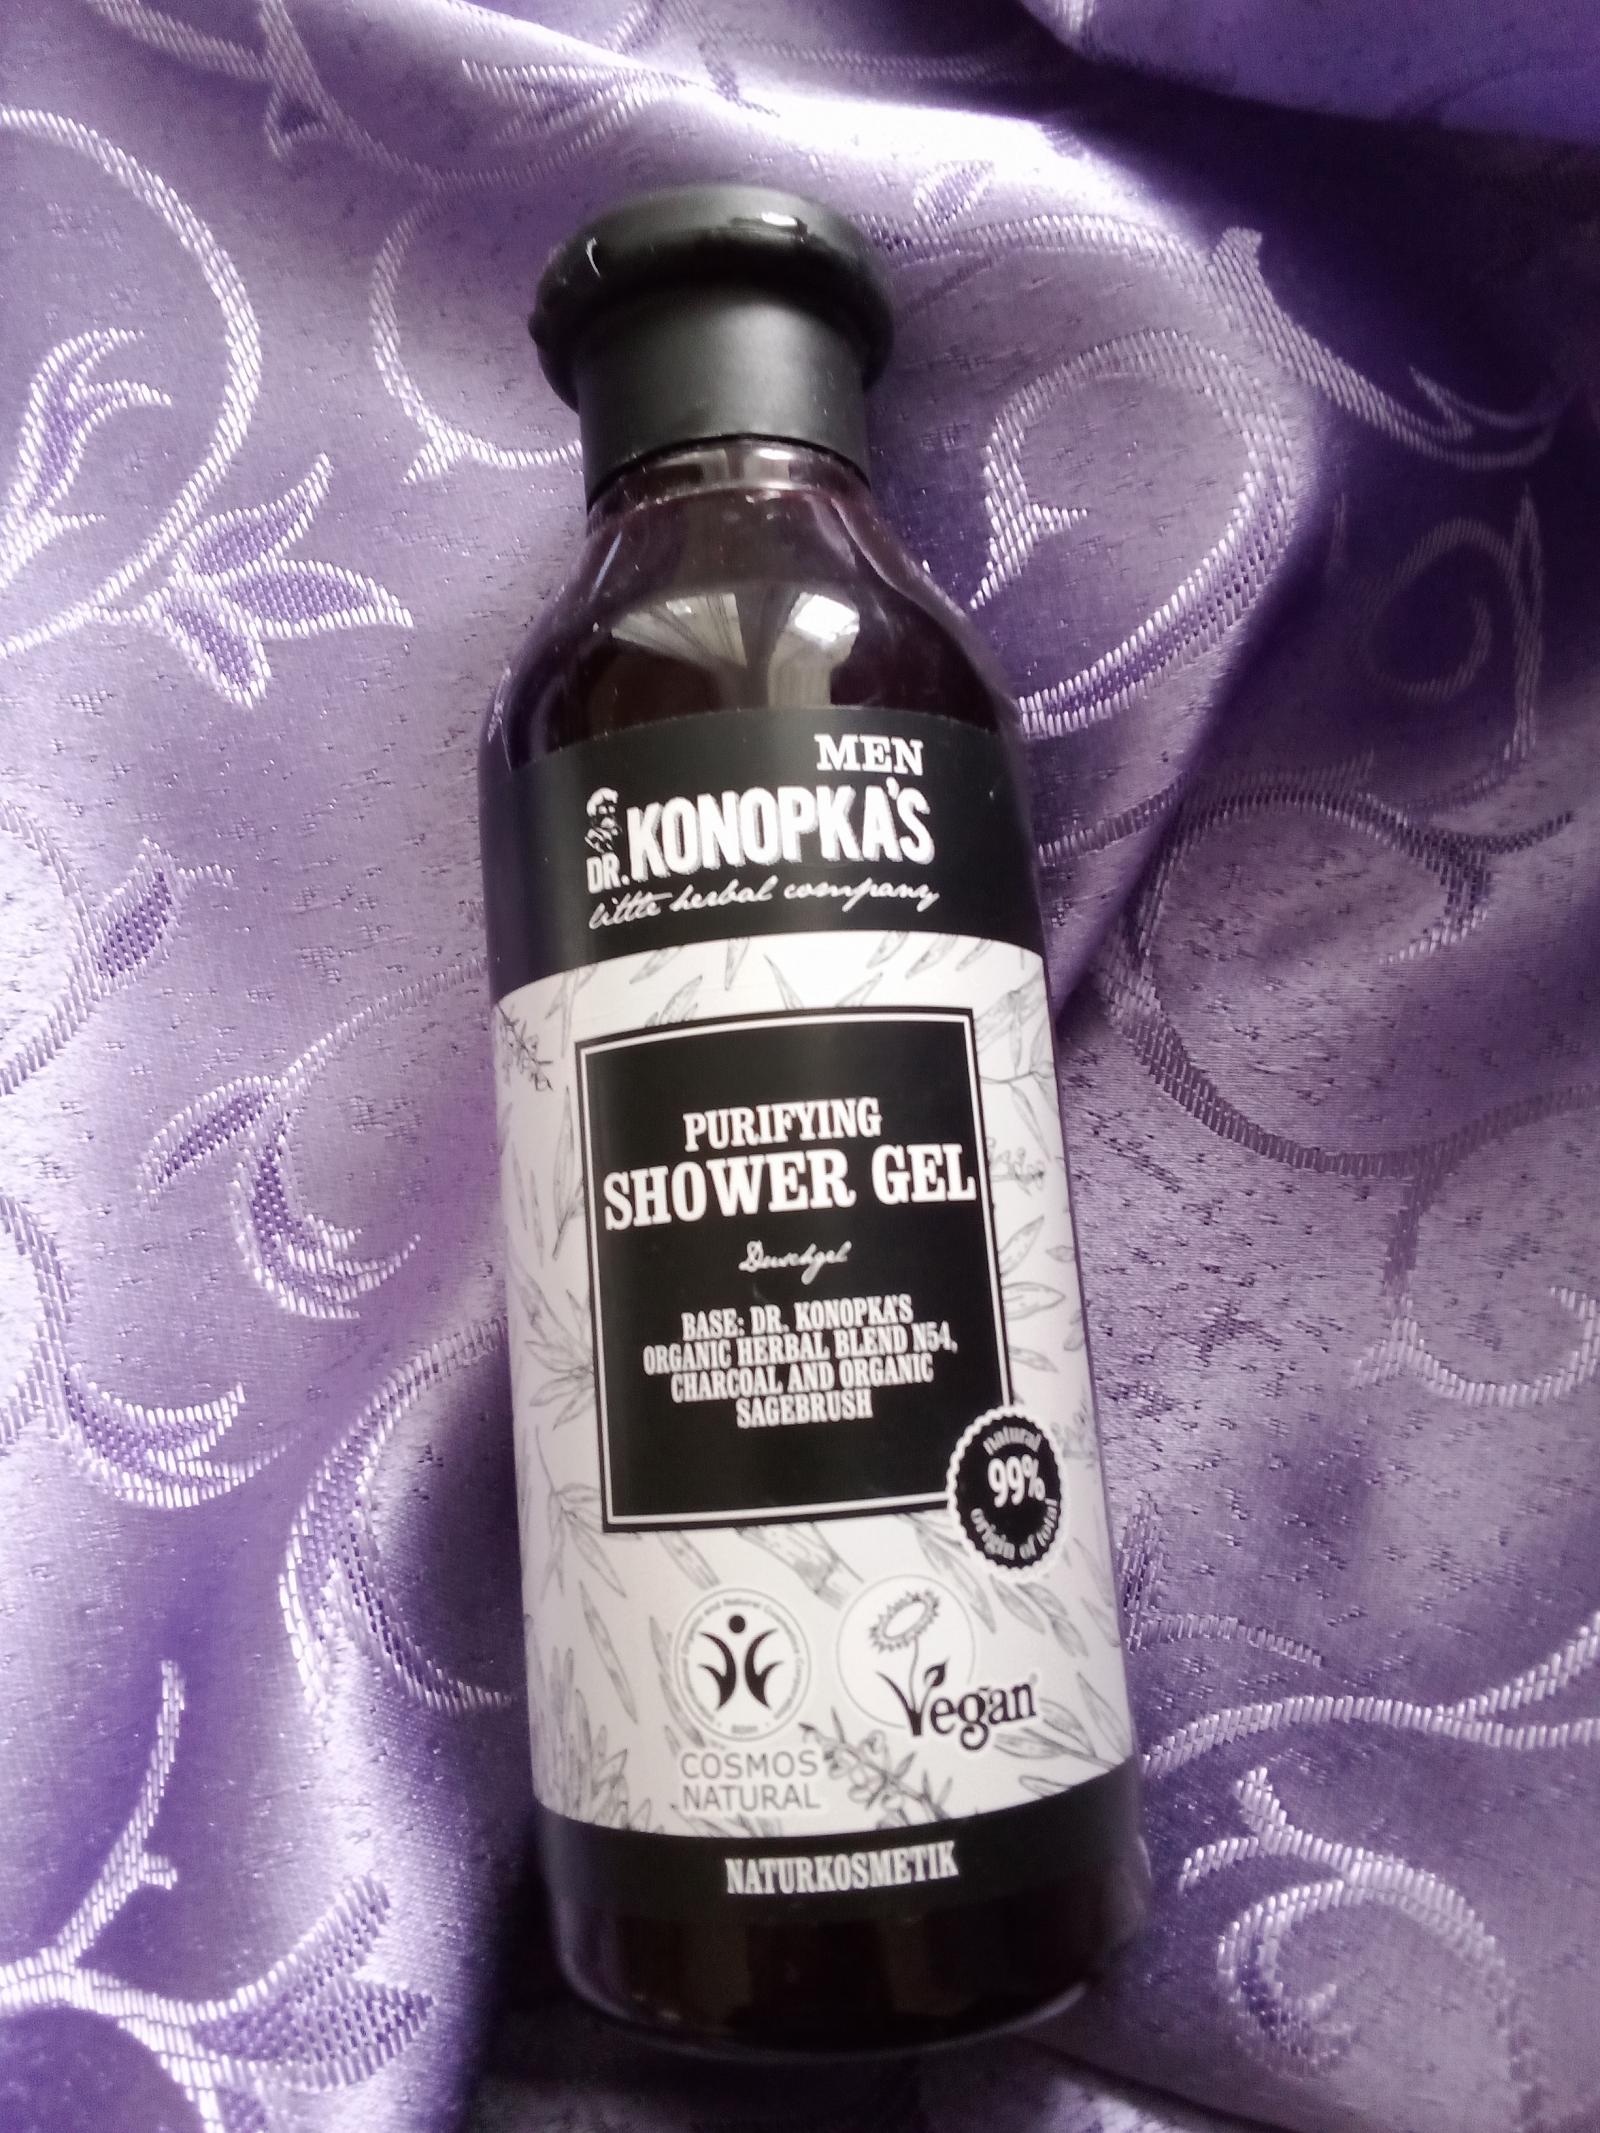 MEN
DR. KONOPKA'S
little herbal company
PURIFYING
SHOWER GEL
Duschgel
BASE: DR. KONOPKA'S
ORGANIC HERBAL BLEND N54,
CHARCOAL AND ORGANIC
SAGEBRUSH
natural
99%
origin of total
Vegan
COSMOS
NATURAL
NATURKOSMETIK